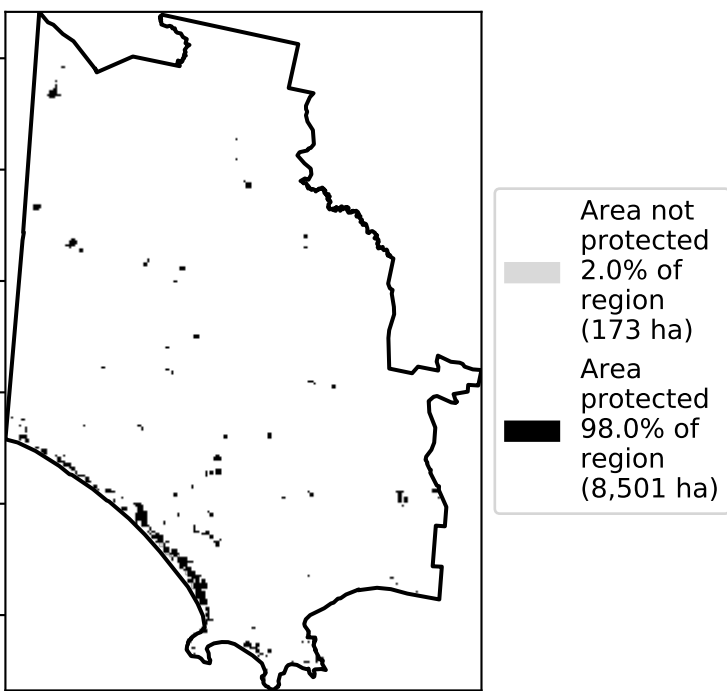 Area not
protected
2.0% of
region
(173 ha)
Area
protected
98.0% of
region
(8,501 ha)